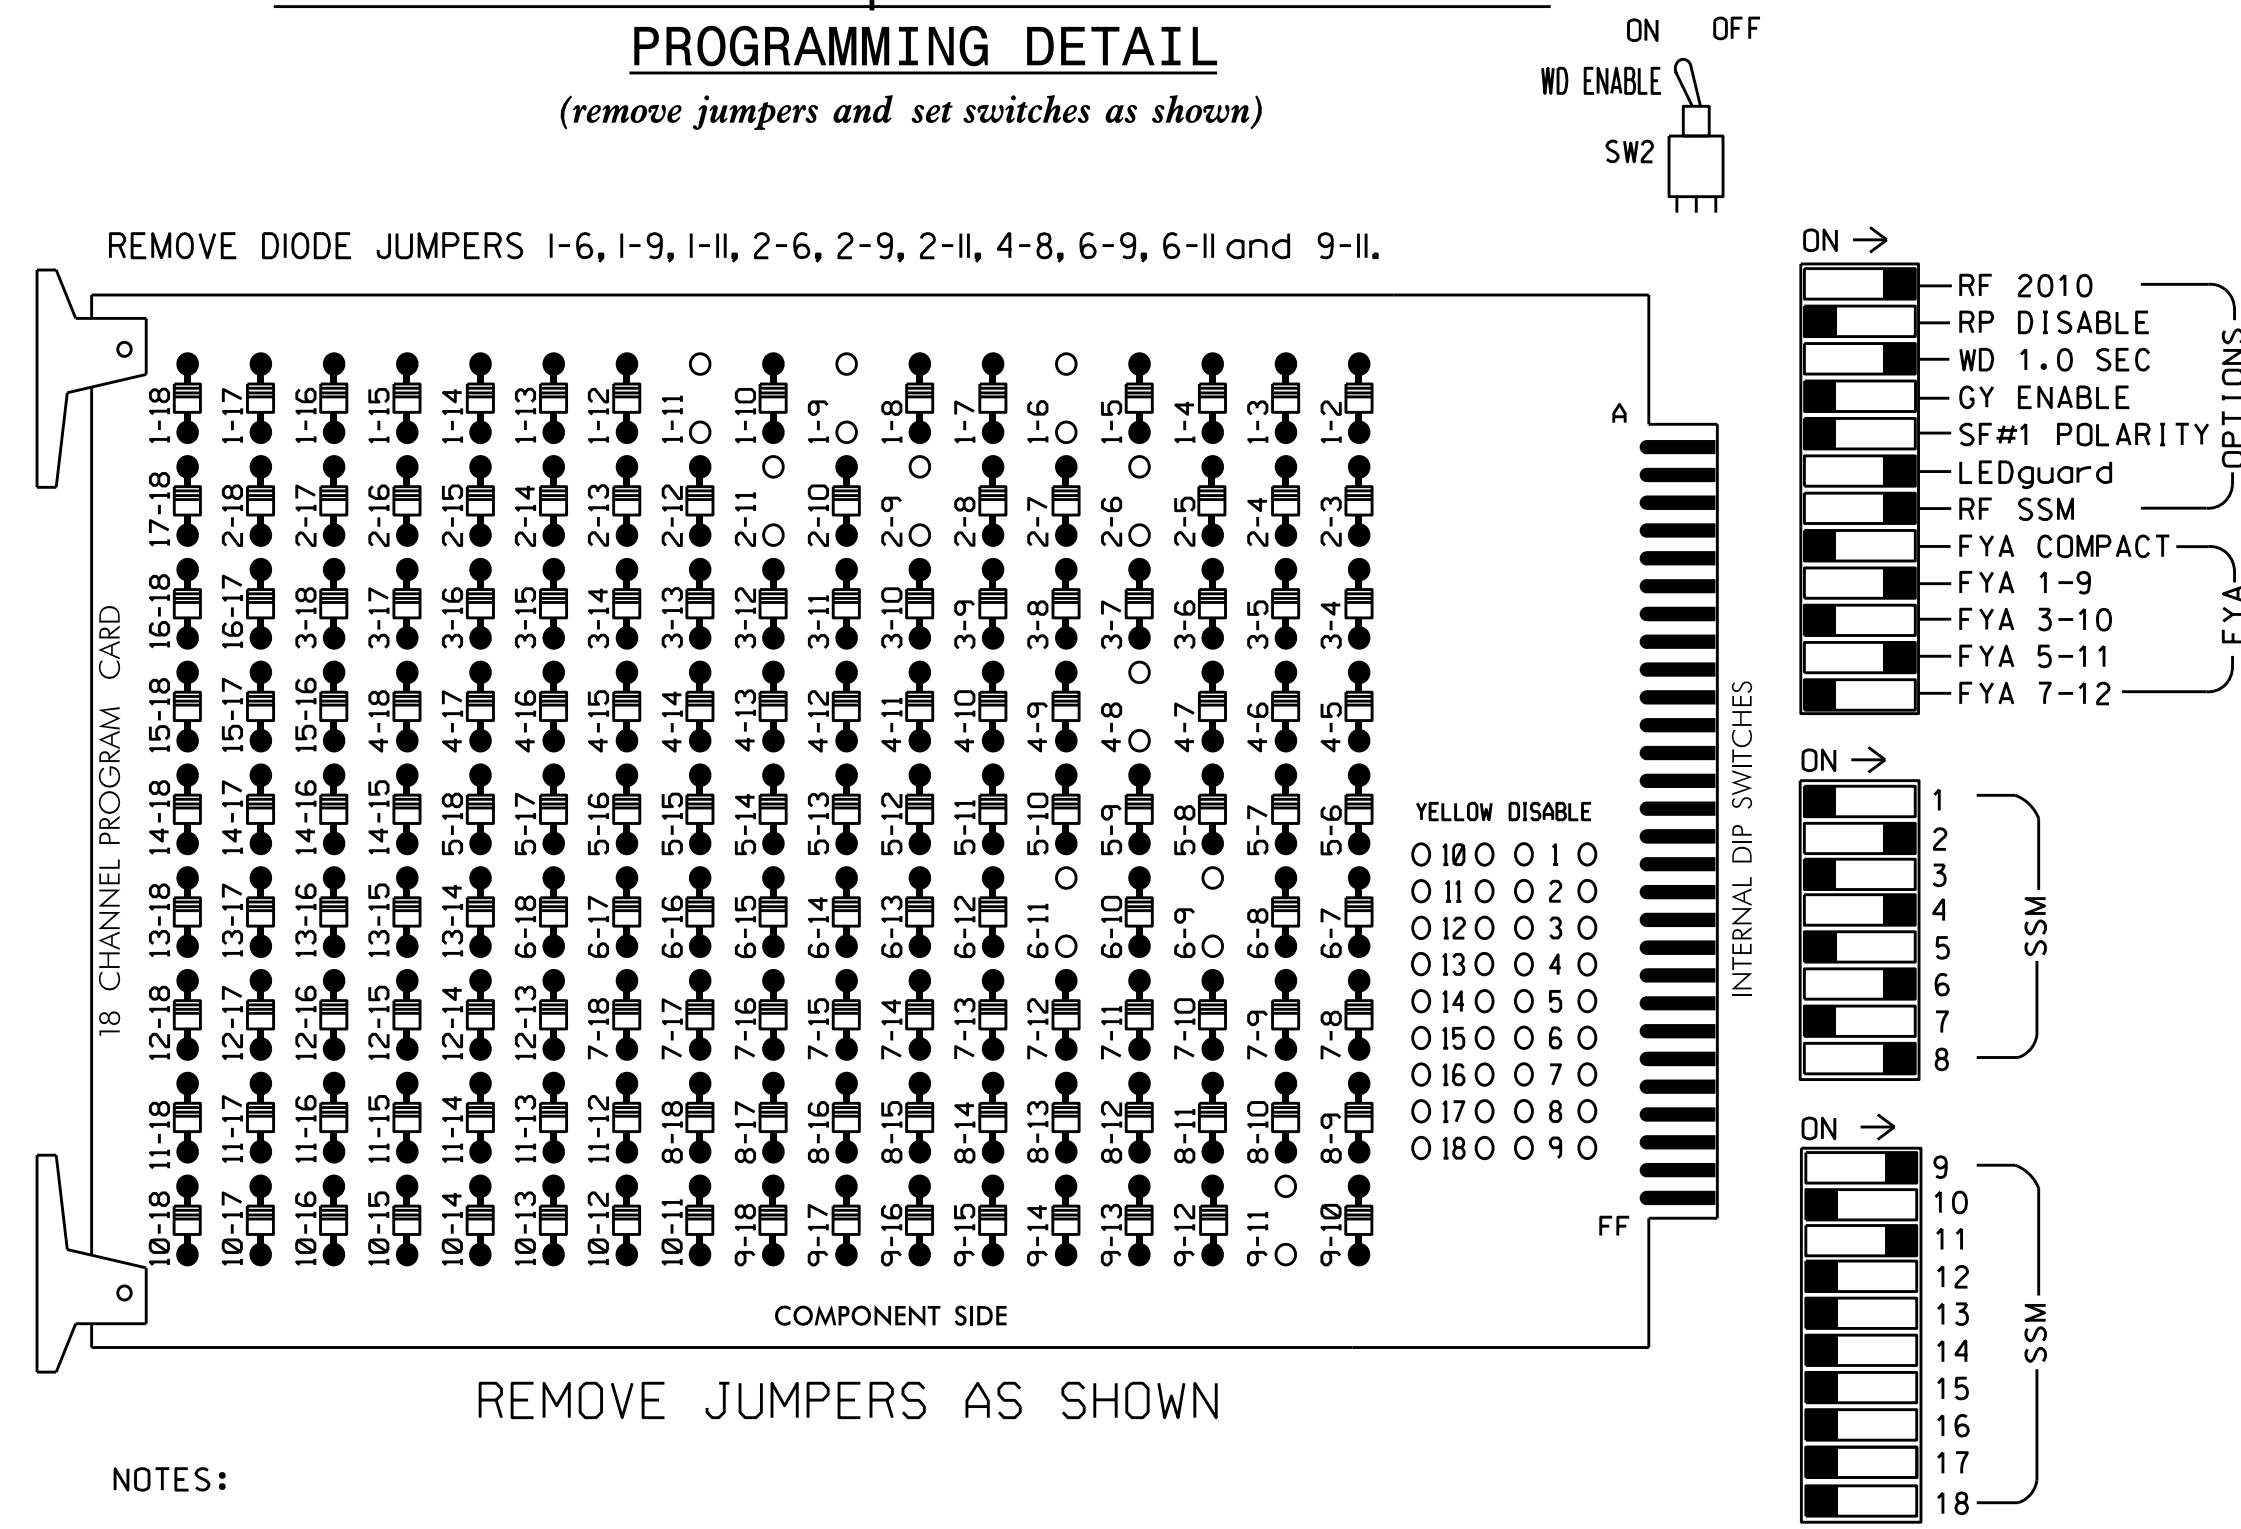 PROGRAMMING DETAIL
(remove jumpers and set switches as shown)
ON OFF
WD ENABLE
SW2
REMOVE DIODE JUMPERS 1-6, 1-9, 1-11, 2-6, 2-9, 2-11, 4-8, 6-9, 6-11 and 9-11.
18 CHANNEL PROGRAM CARD
1-18 1-17 1-16 1-15 1-14 1-13 1-12 1-11 1-10 1-9 1-8 1-7 1-6 1-5 1-4 1-3 1-2
17-18 2-18 2-17 2-16 2-15 2-14 2-13 2-12 2-11 2-10 2-9 2-8 2-7 2-6 2-5 2-4 2-3
16-18 16-17 3-18 3-17 3-16 3-15 3-14 3-13 3-12 3-11 3-10 3-9 3-8 3-7 3-6 3-5 3-4
15-18 15-17 15-16 4-18 4-17 4-16 4-15 4-14 4-13 4-12 4-11 4-10 4-9 4-8 4-7 4-6 4-5
14-18 14-17 14-16 14-15 5-18 5-17 5-16 5-15 5-14 5-13 5-12 5-11 5-10 5-9 5-8 5-7 5-6
13-18 13-17 13-16 13-15 13-14 6-18 6-17 6-16 6-15 6-14 6-13 6-12 6-11 6-10 6-9 6-8 6-7
12-18 12-17 12-16 12-15 12-14 12-13 7-18 7-17 7-16 7-15 7-14 7-13 7-12 7-11 7-10 7-9 7-8
11-18 11-17 11-16 11-15 11-14 11-13 11-12 8-18 8-17 8-16 8-15 8-14 8-13 8-12 8-11 8-10 8-9
10-18 10-17 10-16 10-15 10-14 10-13 10-12 10-11 9-18 9-17 9-16 9-15 9-14 9-13 9-12 9-11 9-10
A
YELLOW DISABLE
10 1
11 2
12 3
13 4
14 5
15 6
16 7
17 8
18 9
FF
COMPONENT SIDE
REMOVE JUMPERS AS SHOWN
NOTES:
INTERNAL DIP SWITCHES
ON
RF 2010
RP DISABLE
WD 1.0 SEC
GY ENABLE
SF#1 POLARITY
LEDguard
RF SSM
OPTIONS
FYA COMPACT
FYA 1-9
FYA 3-10
FYA 5-11
FYA 7-12
FYA
ON
1
2
3
4
5
6
7
8
SSM
ON
9
10
11
12
13
14
15
16
17
18
SSM